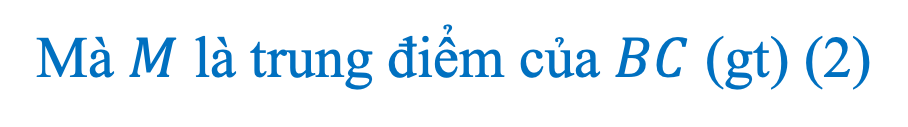 Mà M là trung điểm của BC (gt) (2)